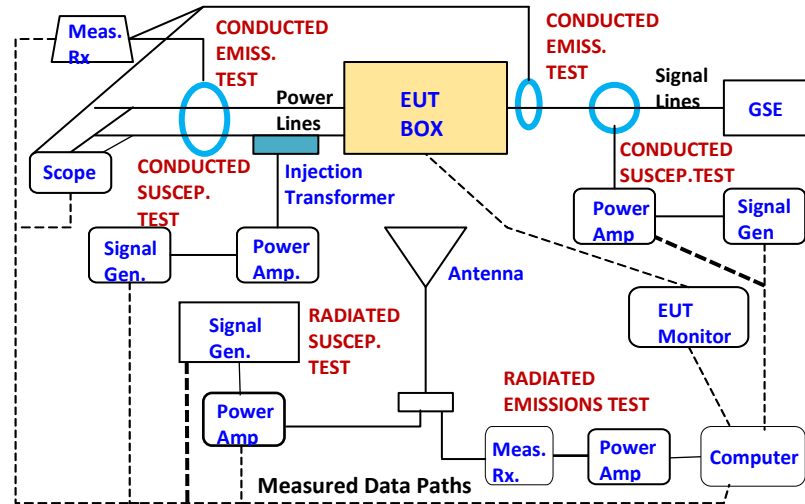 Meas.
Rx
CONDUCTED
EMISS.
TEST
CONDUCTED
EMISS.
TEST
Power
Lines
EUT
BOX
Signal
Lines
GSE
Scope
CONDUCTED
SUSCEP.
TEST
Injection
Transformer
CONDUCTED
SUSCEP.TEST
Signal
Gen.
Power
Amp.
Antenna
Power
Amp
Signal
Gen
Signal
Gen.
RADIATED
SUSCEP.
TEST
EUT
Monitor
Power
Amp
RADIATED
EMISSIONS TEST
Meas.
Rx.
Power
Amp
Computer
Measured Data Paths